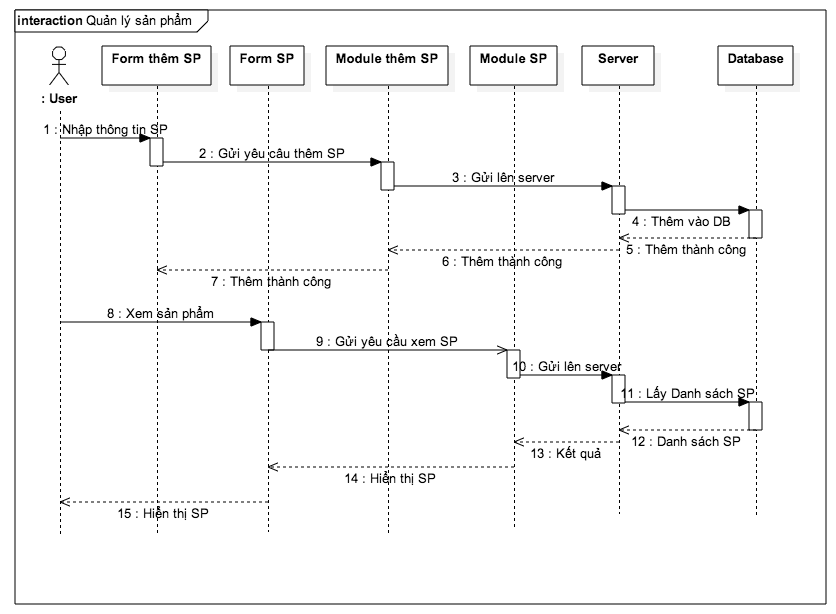 interaction Quản lý sản phẩm
Form thêm SP
Form SP
Module thêm SP
Module SP
Server
Database
: User
1 : Nhập thông tin SP
2 : Gửi yêu câu thêm SP
3 : Gửi lên server
4 : Thêm vào DB
5 : Thêm thành công
6 : Thêm thành công
7 : Thêm thành công
8 : Xem sản phẩm
9 : Gửi yêu cầu xem SP
10 : Gửi lên server
11 : Lấy Danh sách SP
12 : Danh sách SP
13 : Kết quả
14 : Hiển thị SP
15 : Hiển thị SP